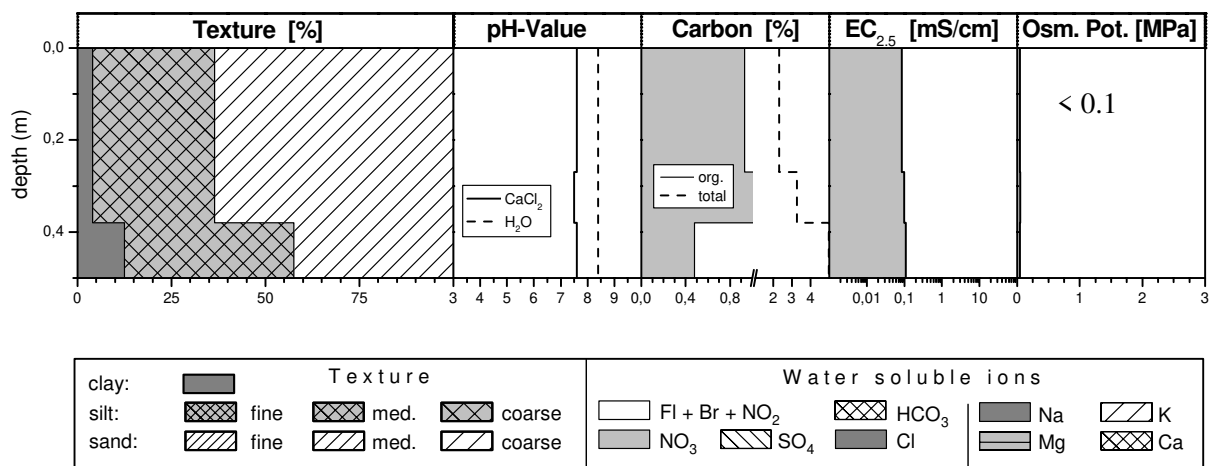 Texture [%] pH-Value Carbon [%] EC2.5 [mS/cm] Osm. Pot. [MPa]
0,0
0,2
0,4
depth (m)
< 0.1
CaCl2
H2O
org.
total
0 25 50 75 3 4 5 6 7 8 9 0,0 0,4 0,8 2 3 4 0,01 0,1 1 10 0 1 2 3
Texture
clay:
silt: fine med. coarse
sand: fine med. coarse
Water soluble ions
Fl + Br + NO2 HCO3 Na K
NO3 SO4 Cl Mg Ca